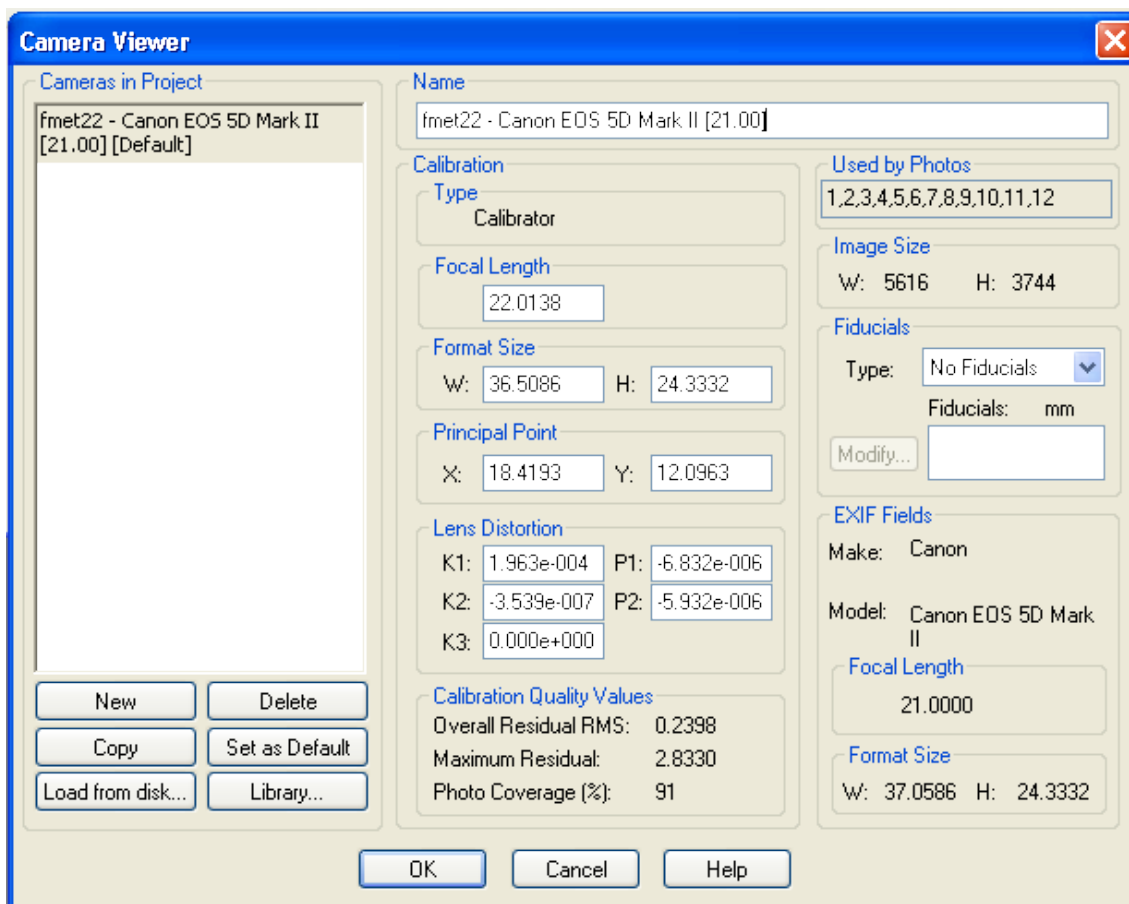 Camera Viewer
Cameras in Project
fmet22 - Canon EOS 5D Mark II
[21.00] [Default]
New
Delete
Copy
Set as Default
Load from disk...
Library...
Name
fmet22 - Canon EOS 5D Mark II [21.00]
Calibration
Type
Calibrator
Focal Length
22.0138
Format Size
W: 36.5086 H: 24.3332
Principal Point
X: 18.4193 Y: 12.0963
Lens Distortion
K1: 1.963e-004 P1: -6.832e-006
K2: -3.539e-007 P2: -5.932e-006
K3: 0.000e+000
Calibration Quality Values
Overall Residual RMS: 0.2398
Maximum Residual: 2.8330
Photo Coverage (%): 91
Used by Photos
1,2,3,4,5,6,7,8,9,10,11,12
Image Size
W: 5616 H: 3744
Fiducials
Type: No Fiducials
Fiducials: mm
Modify...
EXIF Fields
Make: Canon
Model: Canon EOS 5D Mark
II
Focal Length
21.0000
Format Size
W: 37.0586 H: 24.3332
OK
Cancel
Help